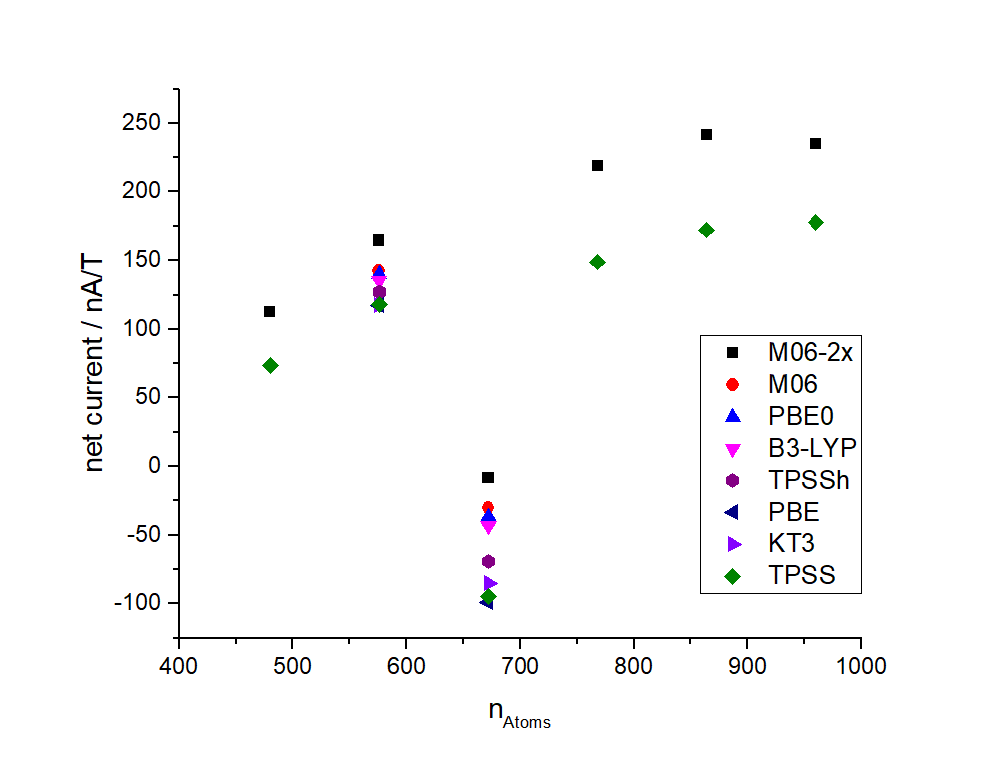 250
200
150
100
50
0
-50
-100
net current / nA/T
400 500 600 700 800 900 1000
nAtoms
M06-2x
M06
PBE0
B3-LYP
TPSSh
PBE
KT3
TPSS